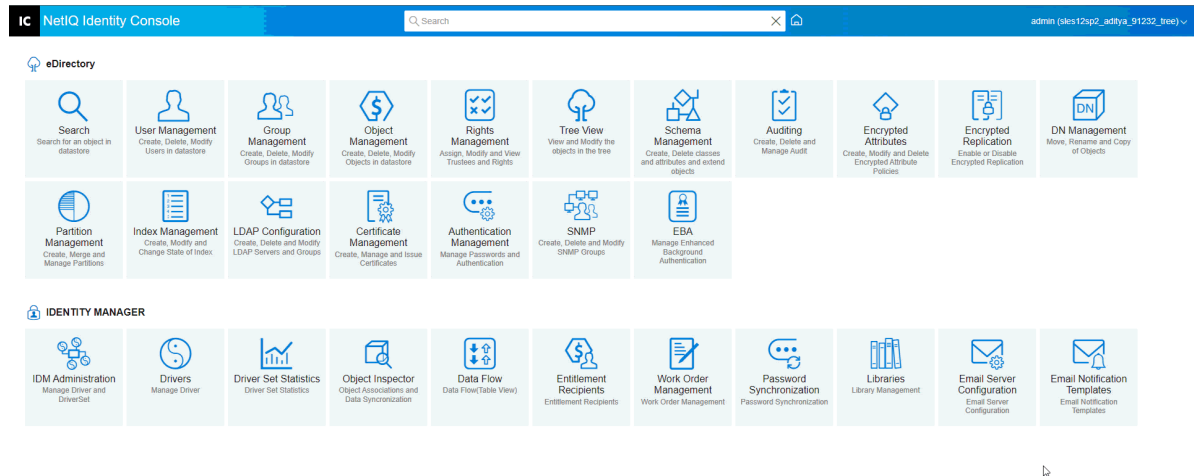 IC NetIQ Identity Console Search admin (sles12sp2_aditya_91232_tree)
eDirectory
Search
Search for an object in
datastore
User Management
Create, Delete, Modify
Users in datastore
Group
Management
Create, Delete, Modify
Groups in datastore
Object
Management
Create, Delete, Modify
Objects in datastore
Rights
Management
Assign, Modify and View
Trustees and Rights
Tree View
View and Modify the
objects in the tree
Schema
Management
Create, Delete classes
and attributes and extend
objects
Auditing
Create, Delete and
Manage Audit
Encrypted
Attributes
Create, Modify and Delete
Encrypted Attribute
Policies
Encrypted
Replication
Enable or Disable
Encrypted Replication
DN
DN Management
Move, Rename and Copy
of Objects
Partition
Management
Create, Merge and
Manage Partitions
Index Management
Create, Modify and
Change State of Index
LDAP Configuration
Create, Delete and Modify
LDAP Servers and Groups
Certificate
Management
Create, Manage and Issue
Certificates
Authentication
Management
Manage Passwords and
Authentication
SNMP
Create, Delete and Modify
SNMP Groups
EBA
Manage Enhanced
Background
Authentication
IDENTITY MANAGER
IDM Administration
Manage Driver and
DriverSet
Drivers
Manage Driver
Driver Set Statistics
Driver Set Statistics
Object Inspector
Object Associations and
Data Syncronization
Data Flow
Data Flow(Table View)
Entitlement
Recipients
Entitlement Recipients
Work Order
Management
Work Order Management
Password
Synchronization
Password Synchronization
Libraries
Library Management
Email Server
Configuration
Email Server
Configuration
Email Notification
Templates
Email Notification
Templates